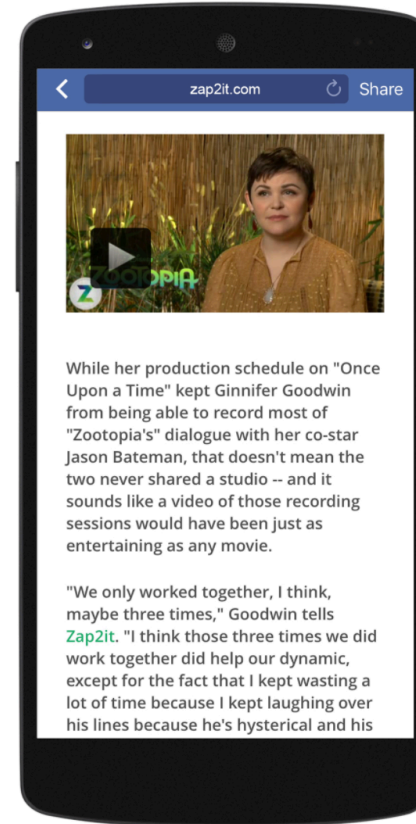 zap2it.com
Share
ZOOTOPIA
Z
While her production schedule on "Once
Upon a Time" kept Ginnifer Goodwin
from being able to record most of
"Zootopia's" dialogue with her co-star
Jason Bateman, that doesn't mean the
two never shared a studio -- and it
sounds like a video of those recording
sessions would have been just as
entertaining as any movie.
"We only worked together, I think,
maybe three times," Goodwin tells
Zap2it. "I think those three times we did
work together did help our dynamic,
except for the fact that I kept wasting a
lot of time because I kept laughing over
his lines because he's hysterical and his